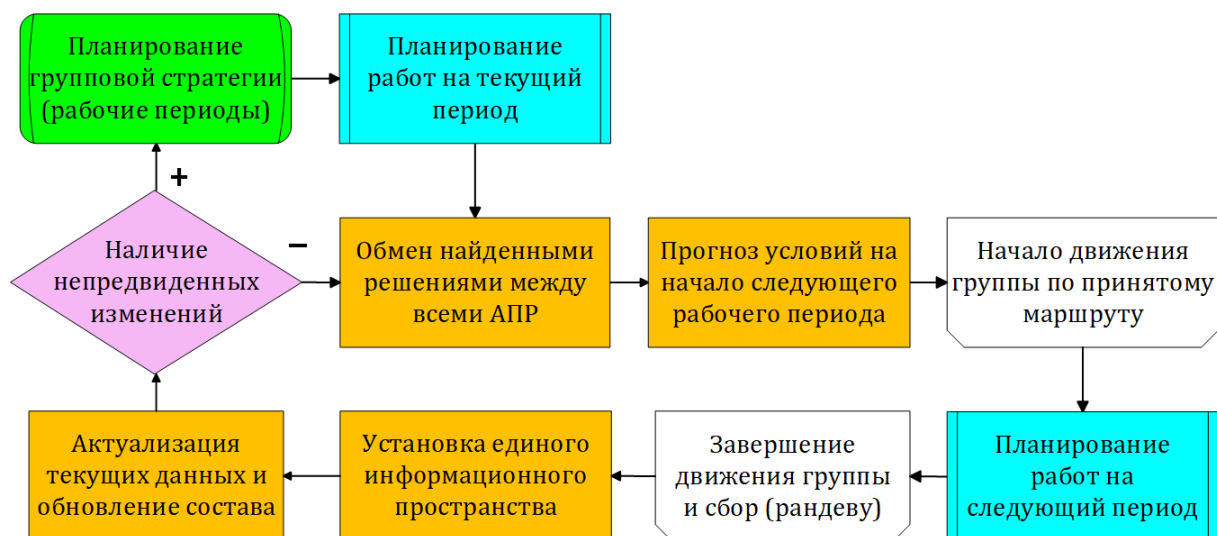 Планирование
групповой стратегии
(рабочие периоды)
Планирование
работ на текущий
период
+
Наличие
непредвиденных
изменений
–
Обмен найденными
решениями между
всеми АПР
Прогноз условий на
начало следующего
рабочего периода
Начало движения
группы по принятому
маршруту
Актуализация
текущих данных и
обновление состава
Установка единого
информационного
пространства
Завершение
движения группы
и сбор (рандеву)
Планирование
работ на
следующий период